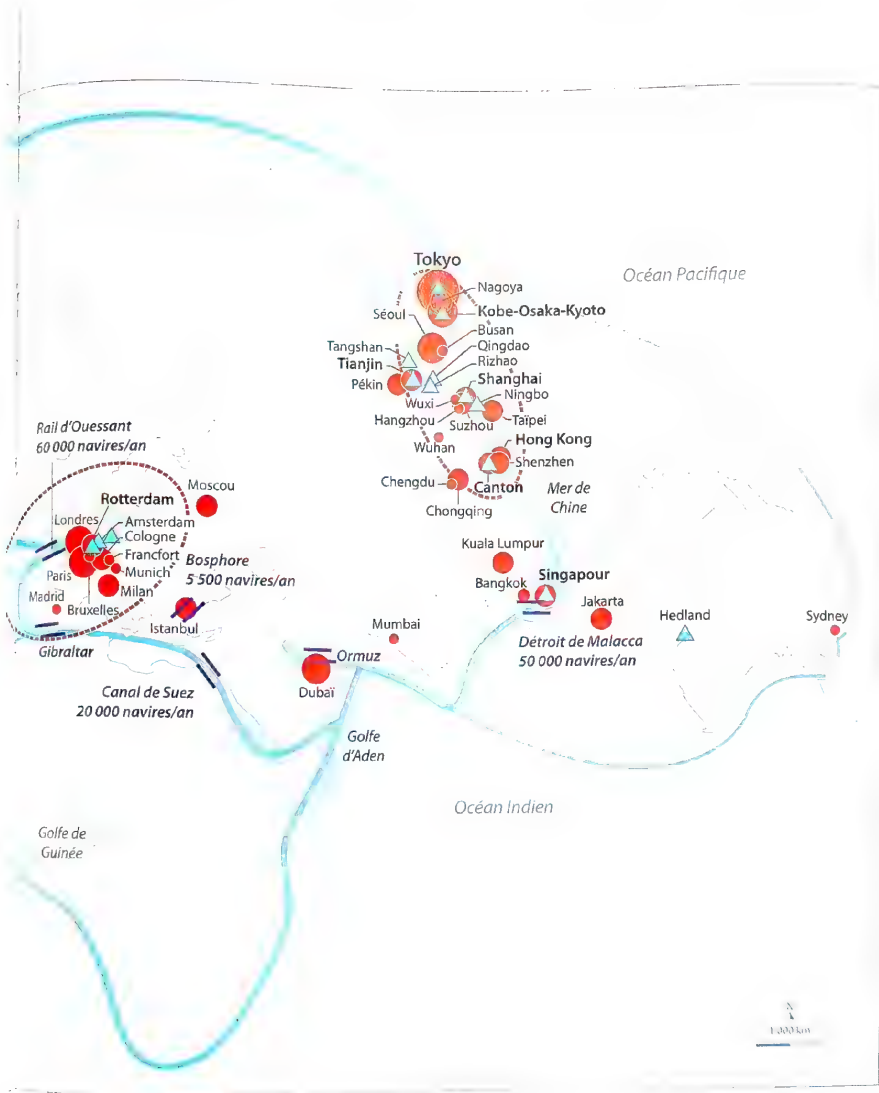 Tokyo
Océan Pacifique
Nagoya
Kobe-Osaka-Kyoto
Séoul
Busan
Tangshan
Qingdao
Tianjin
Rizhao
Pékin
Shanghai
Wuxi
Ningbo
Hangzhou
Suzhou
Taïpei
Wuhan
Hong Kong
Shenzhen
Chengdu
Canton
Chongqing
Mer de
Chine
Rail d'Ouessant
60 000 navires/an
Moscou
Rotterdam
Londres
Amsterdam
Cologne
Francfort
Paris
Munich
Milan
Madrid
Bruxelles
Bosphore
5 500 navires/an
Istanbul
Gibraltar
Canal de Suez
20 000 navires/an
Kuala Lumpur
Bangkok
Singapour
Jakarta
Mumbai
Ormuz
Dubaï
Détroit de Malacca
50 000 navires/an
Hedland
Sydney
Golfe
d'Aden
Océan Indien
Golfe de
Guinée
N
1 000 km